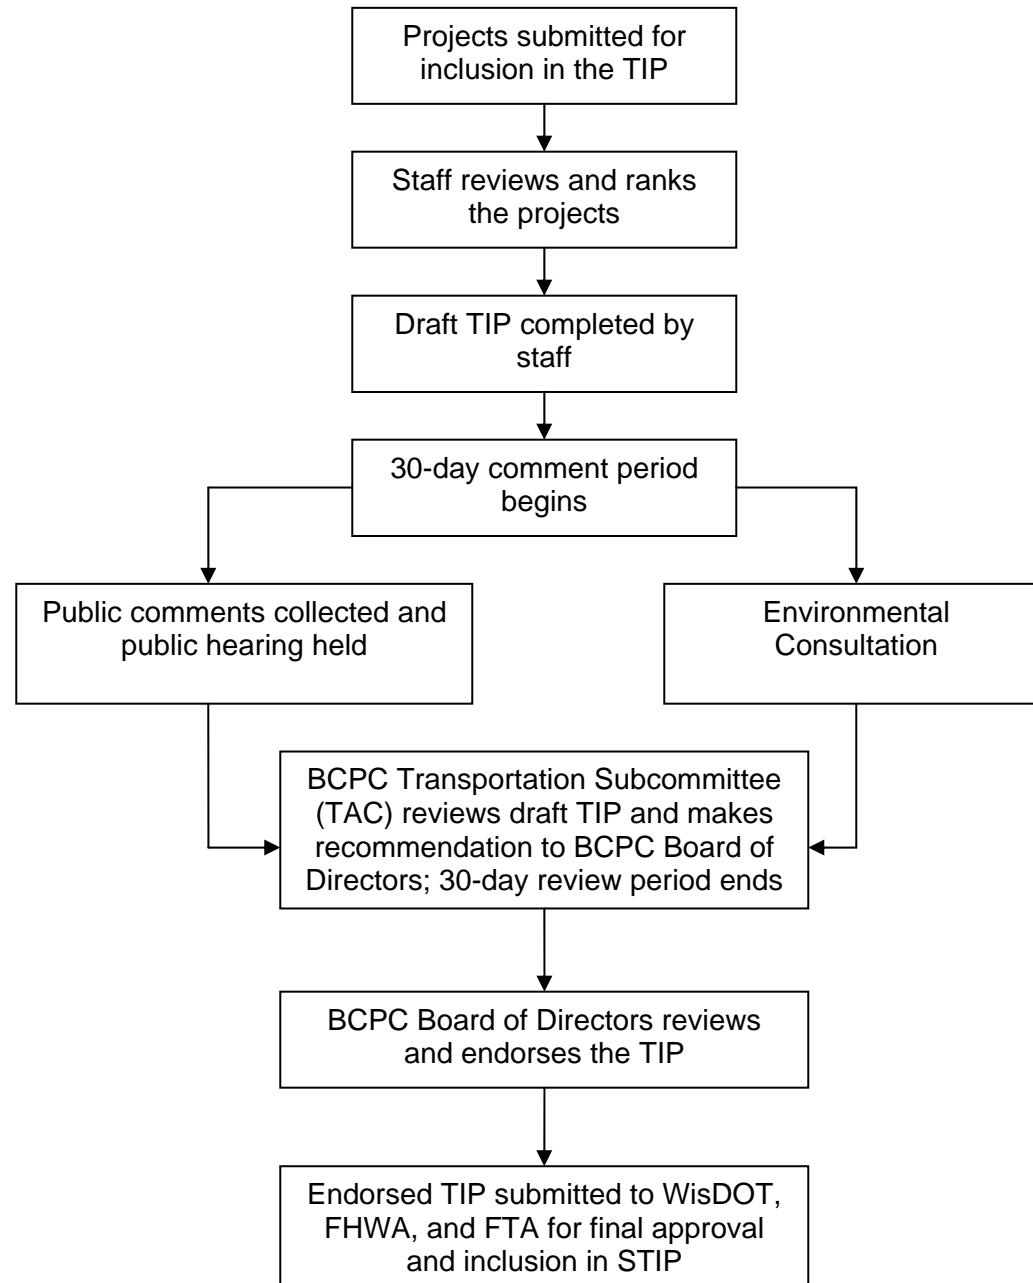 Projects submitted for
inclusion in the TIP
Staff reviews and ranks
the projects
Draft TIP completed by
staff
30-day comment period
begins
Public comments collected and
public hearing held
Environmental
Consultation
BCPC Transportation Subcommittee
(TAC) reviews draft TIP and makes
recommendation to BCPC Board of
Directors; 30-day review period ends
BCPC Board of Directors reviews
and endorses the TIP
Endorsed TIP submitted to WisDOT,
FHWA, and FTA for final approval
and inclusion in STIP